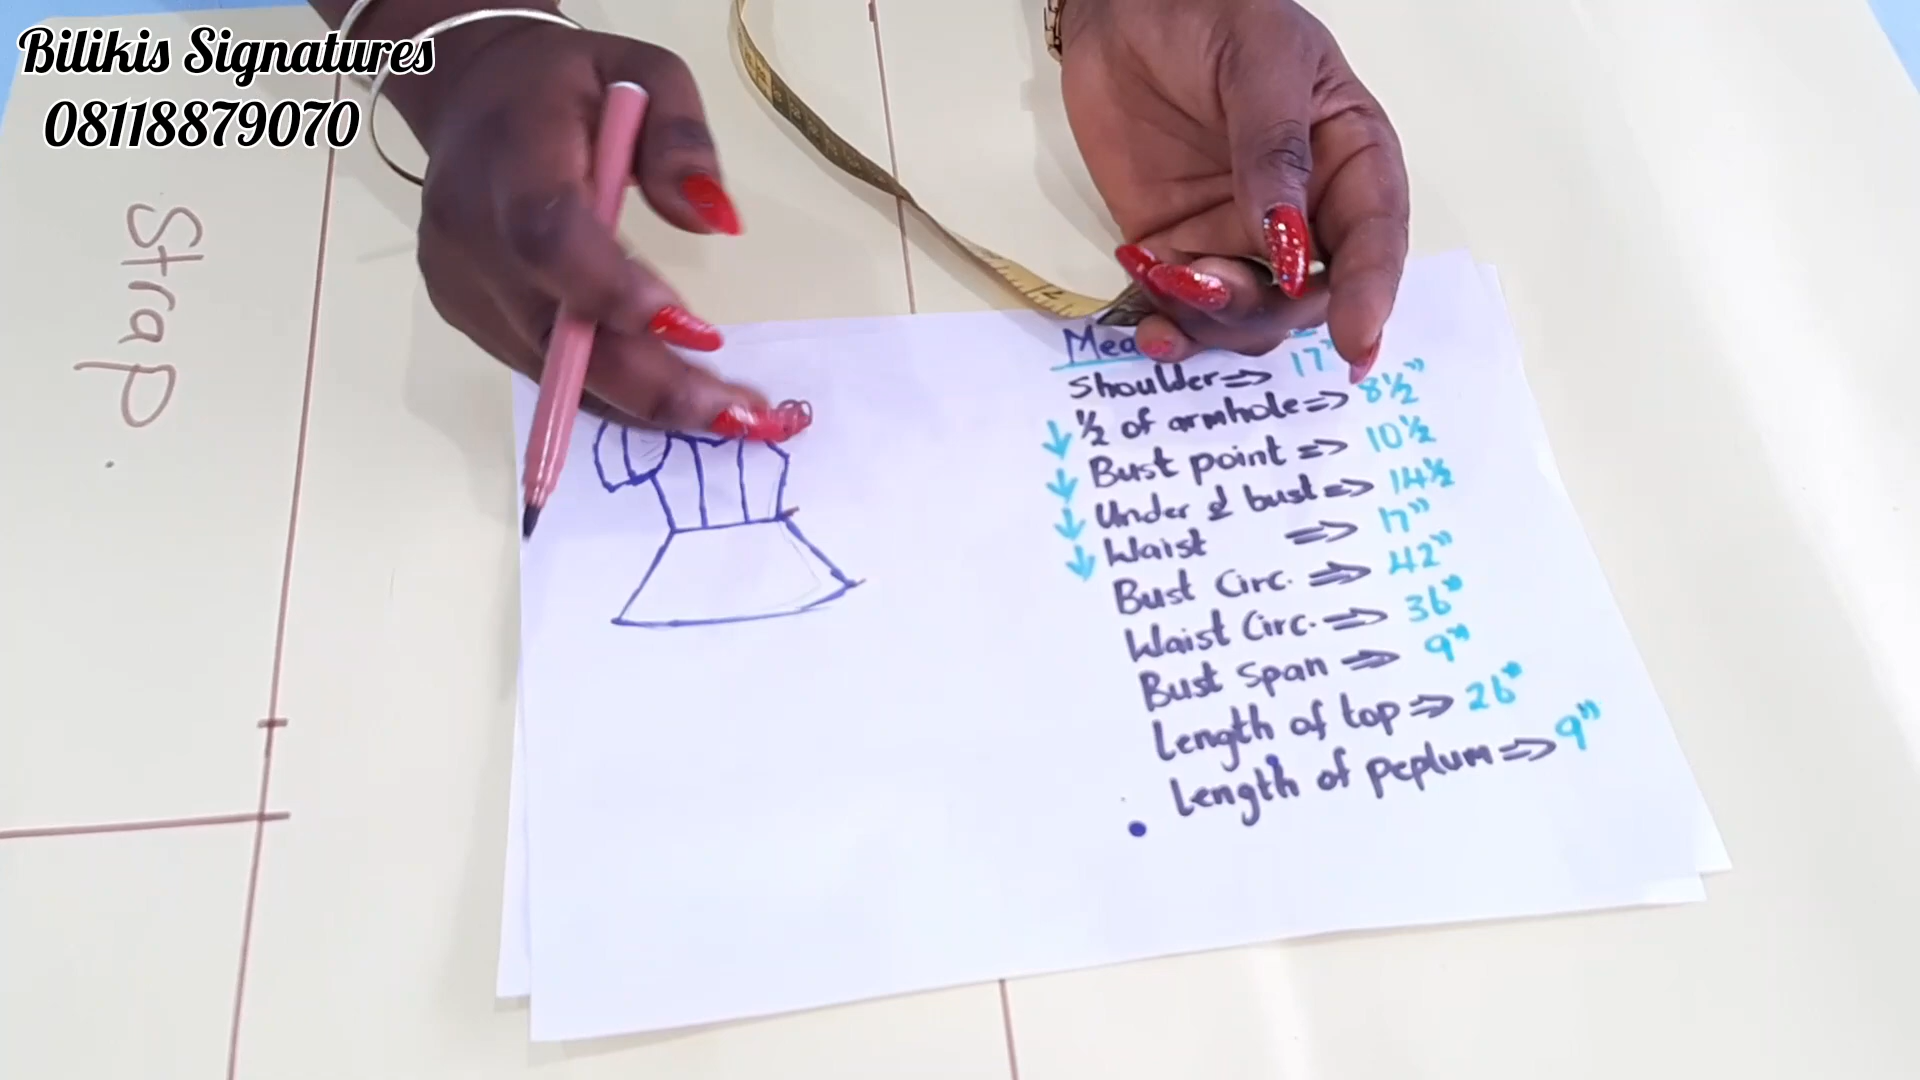 Bilikis Signatures
08118879070
Strap
Shoulder => 17"
½ of armhole => 8½"
Bust point => 10½"
Under bust => 14½
Waist => 17"
Bust Circ. => 42"
Waist Circ. => 36"
Bust Span => 9"
Length of top => 26"
Length of peplum => 9"